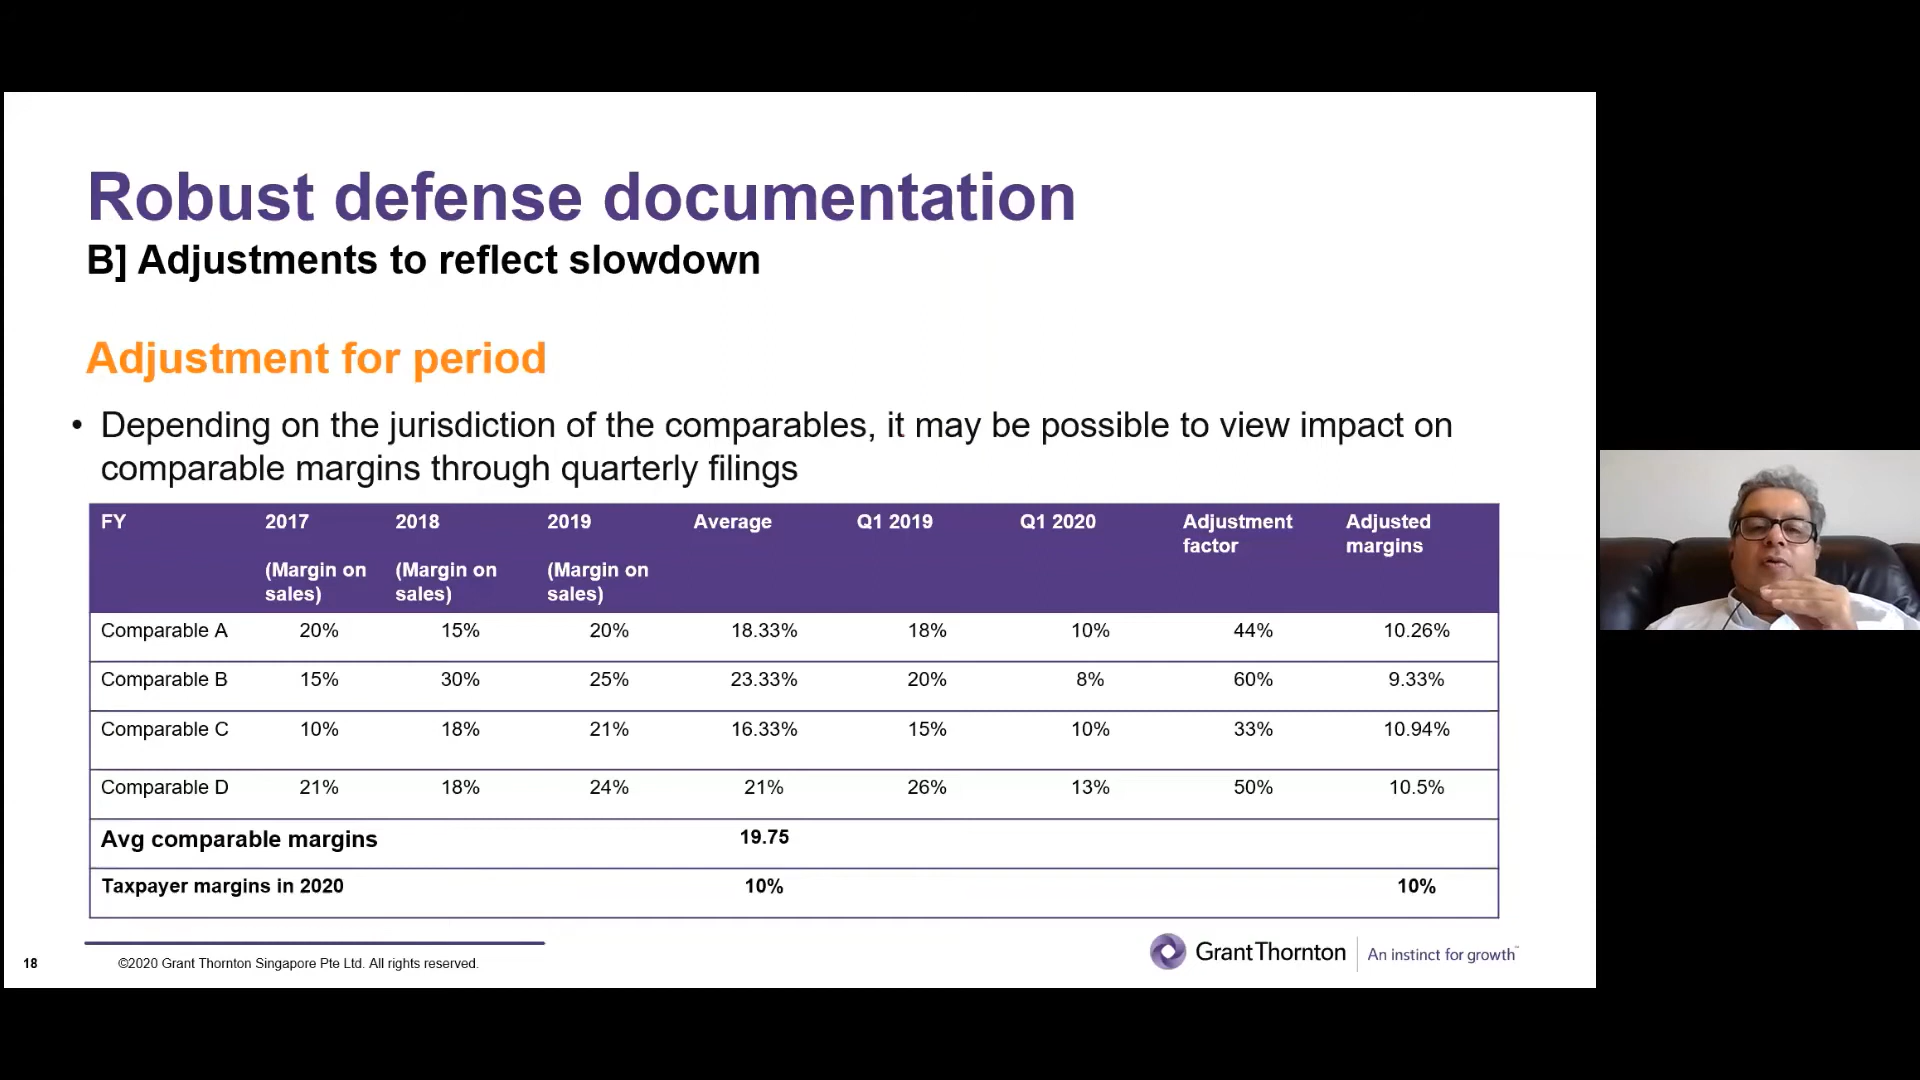 Robust defense documentation
B] Adjustments to reflect slowdown
Adjustment for period
• Depending on the jurisdiction of the comparables, it may be possible to view impact on
comparable margins through quarterly filings
FY 2017 (Margin on sales) 2018 (Margin on sales) 2019 (Margin on sales) Average Q1 2019 Q1 2020 Adjustment factor Adjusted margins
Comparable A 20% 15% 20% 18.33% 18% 10% 44% 10.26%
Comparable B 15% 30% 25% 23.33% 20% 8% 60% 9.33%
Comparable C 10% 18% 21% 16.33% 15% 10% 33% 10.94%
Comparable D 21% 18% 24% 21% 26% 13% 50% 10.5%
Avg comparable margins 19.75
Taxpayer margins in 2020 10% 10%
18 ©2020 Grant Thornton Singapore Pte Ltd. All rights reserved. GrantThornton An instinct for growth™